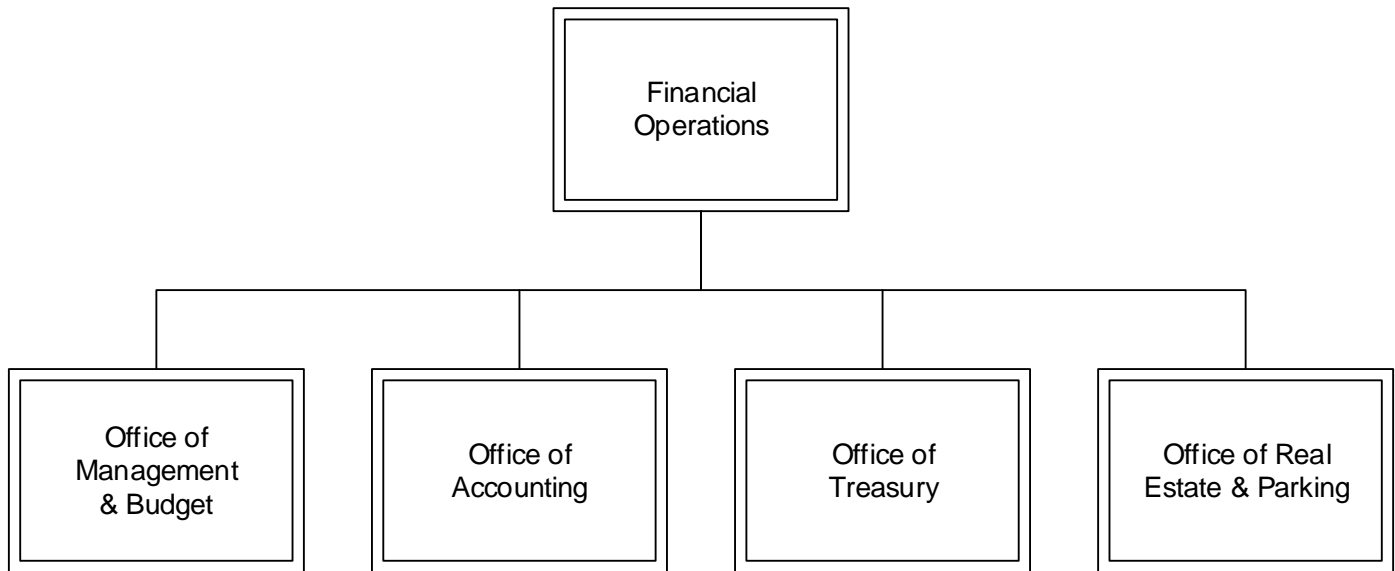 Financial
Operations
Office of
Management
& Budget
Office of
Accounting
Office of
Treasury
Office of Real
Estate & Parking